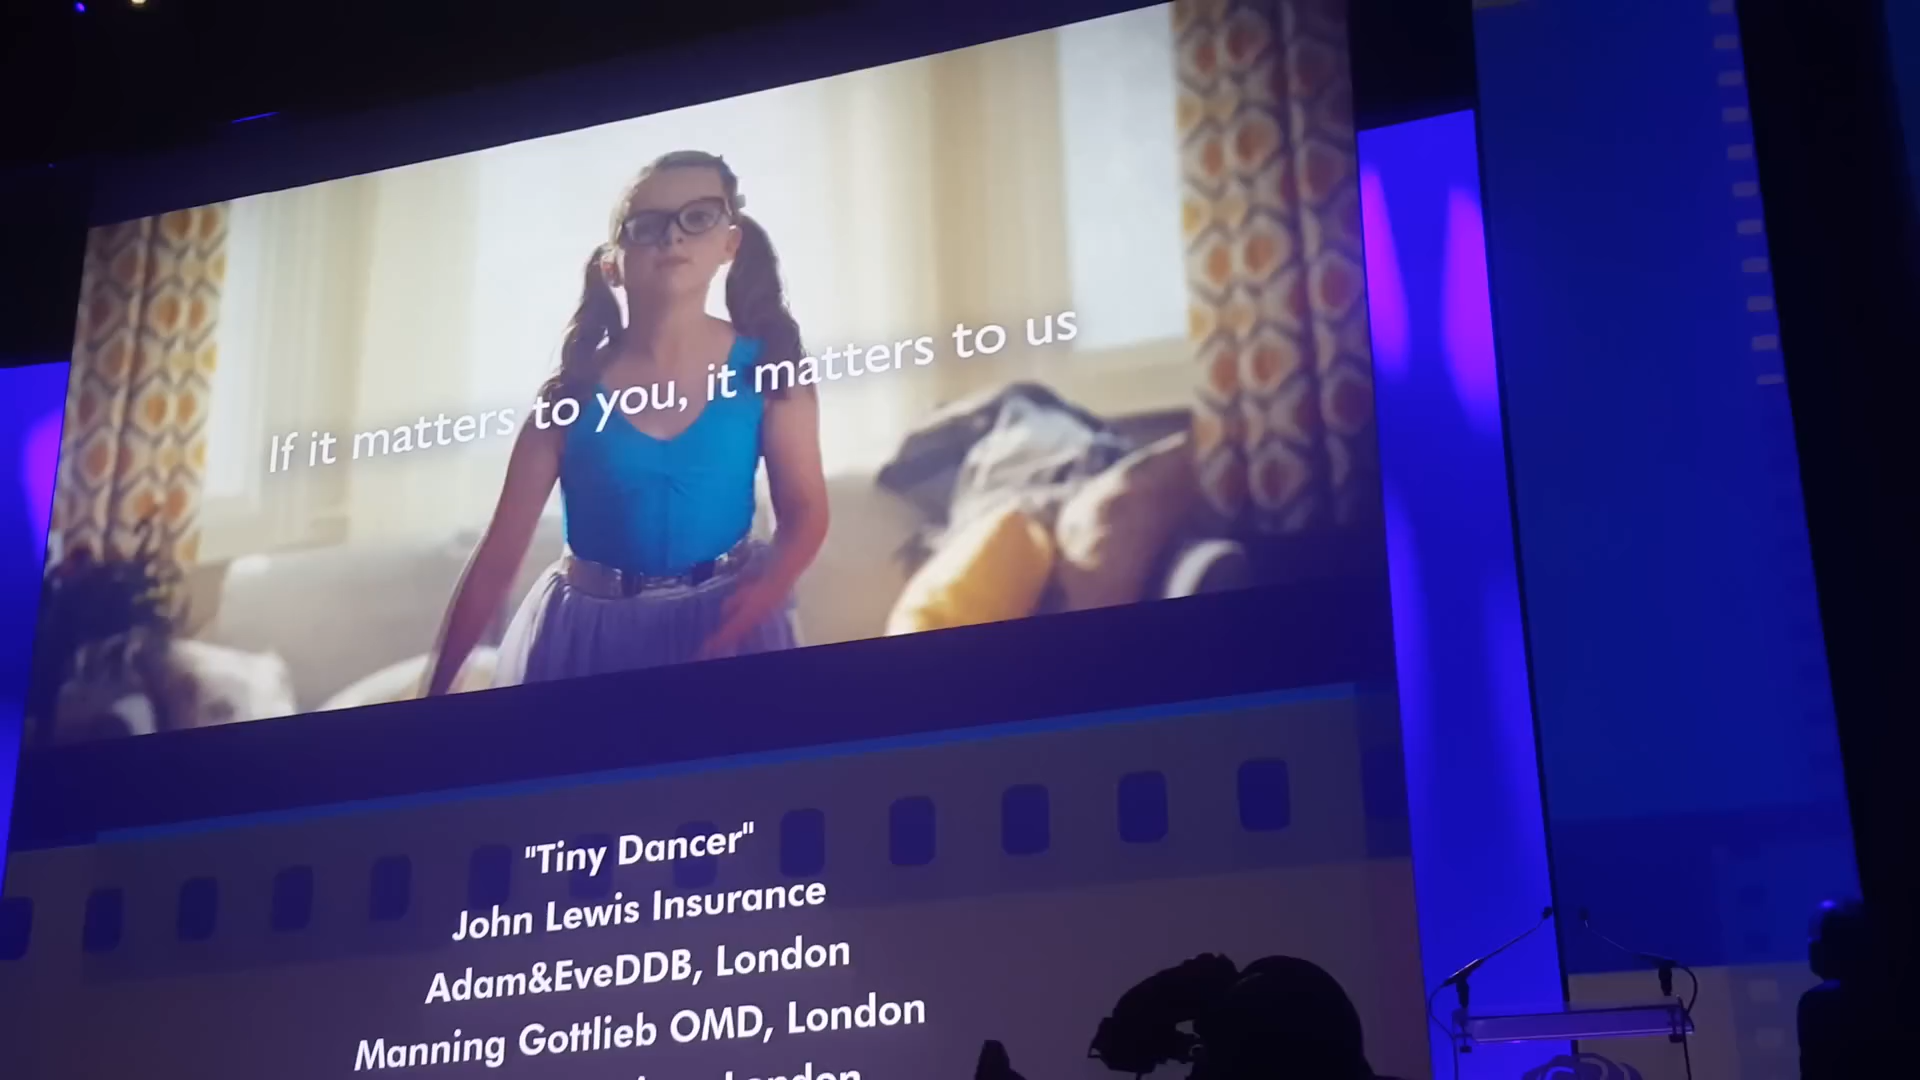 If it matters to you, it matters to us
"Tiny Dancer"
John Lewis Insurance
Adam&EveDDB, London
Manning Gottlieb OMD, London
London